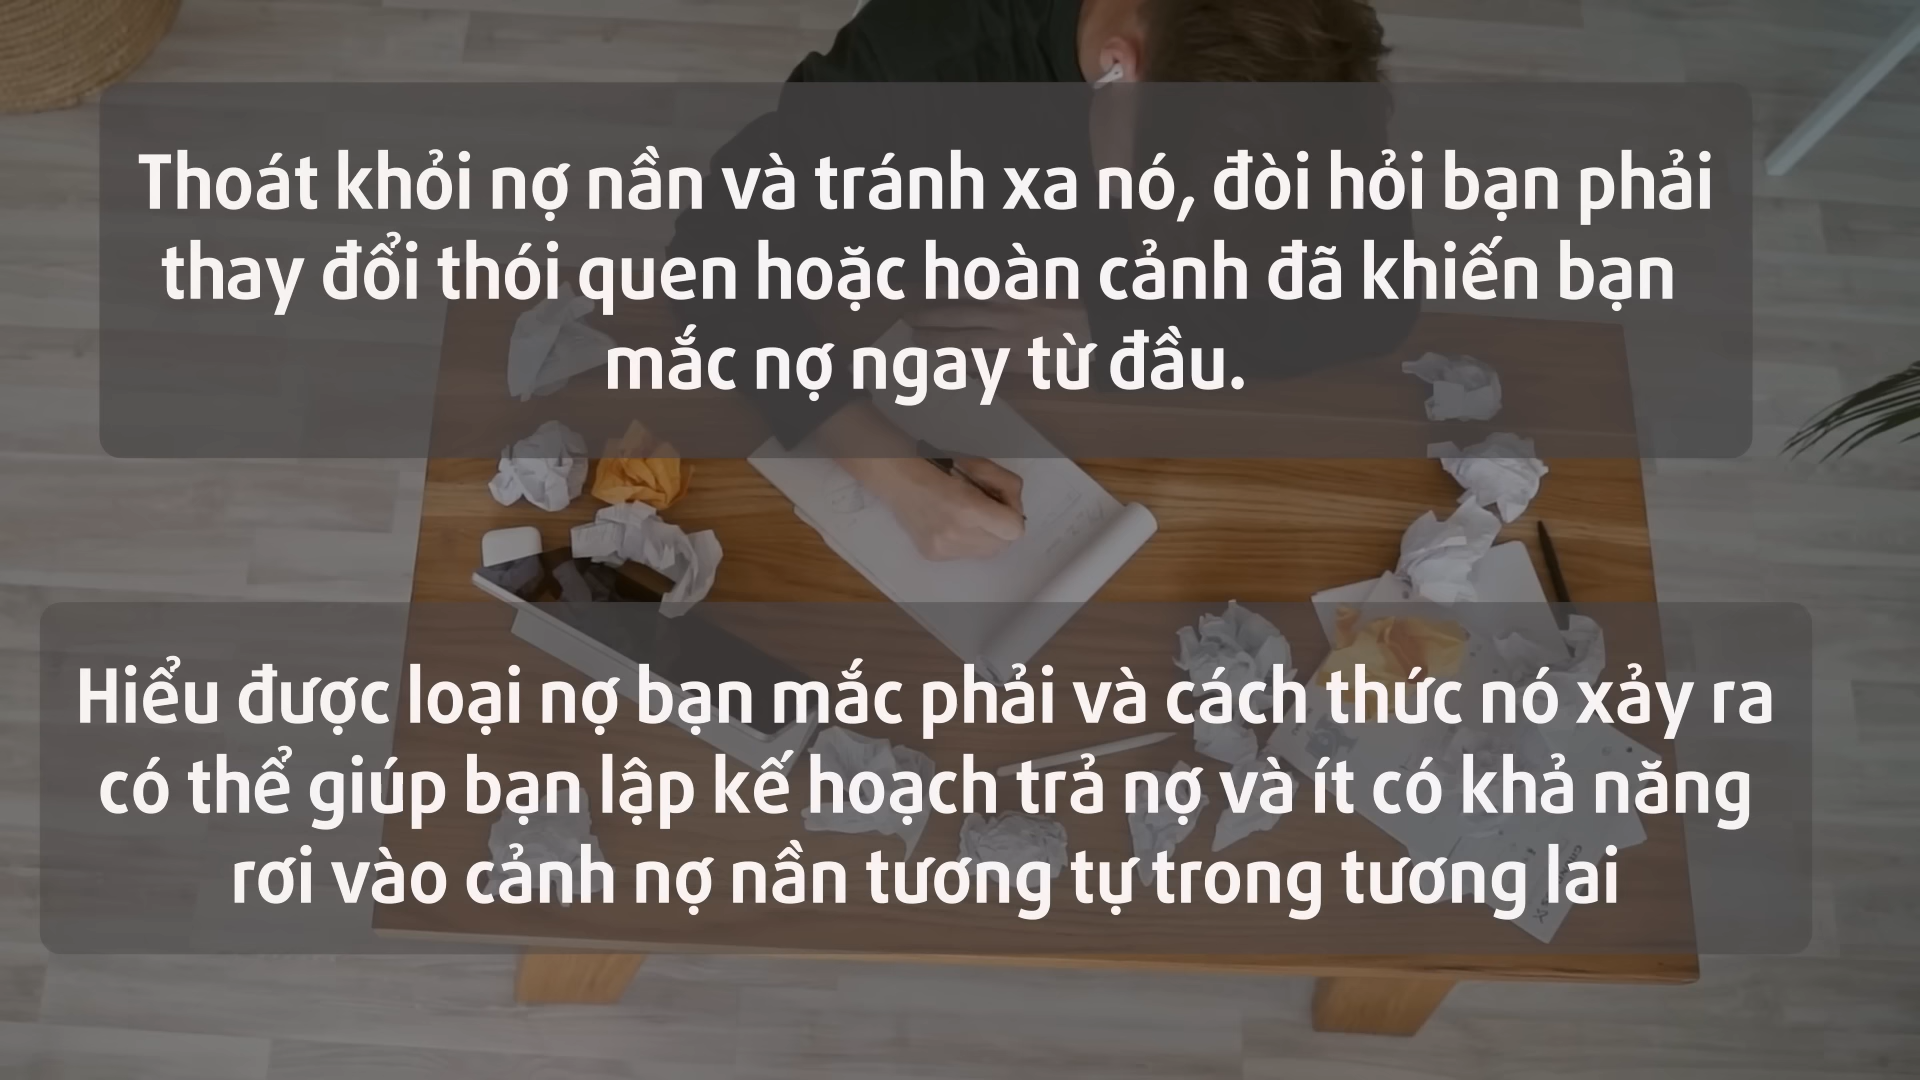 Thoát khỏi nợ nần và tránh xa nó, đòi hỏi bạn phải
thay đổi thói quen hoặc hoàn cảnh đã khiến bạn
mắc nợ ngay từ đầu.
Hiểu được loại nợ bạn mắc phải và cách thức nó xảy ra
có thể giúp bạn lập kế hoạch trả nợ và ít có khả năng
rơi vào cảnh nợ nần tương tự trong tương lai